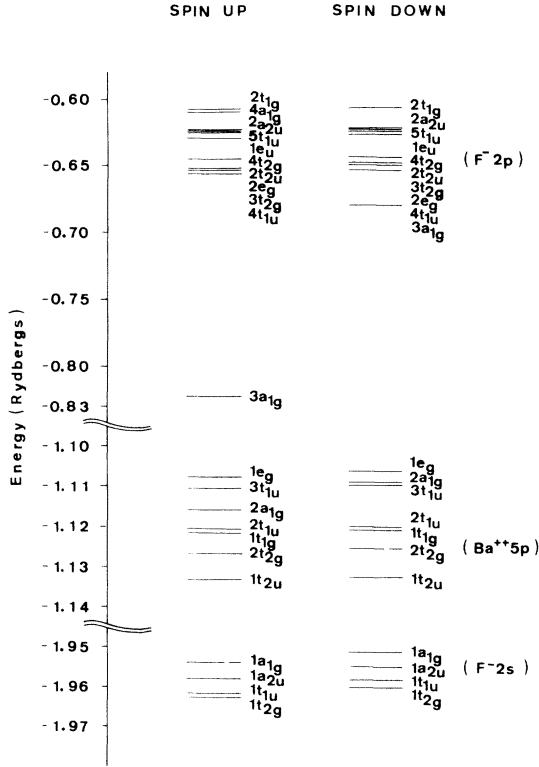 SPIN UP SPIN DOWN
Energy (Rydbergs)
-0.60
-0.65
-0.70
-0.75
-0.80
-0.83
-1.10
-1.11
-1.12
-1.13
-1.14
-1.95
-1.96
-1.97
2t1g
4a1g
2a2u
5t1u
1eu
4t2g
2t2u
2eg
3t2g
4t1u
3a1g
1eg
3t1u
2a1g
2t1u
1t1g
2t2g
1t2u
1a1g
1a2u
1t1u
1t2g
2t1g
2a2u
5t1u
1eu
4t2g
2t2u
3t2g
2eg
4t1u
3a1g
1eg
2a1g
3t1u
2t1u
1t1g
2t2g
1t2u
1a1g
1a2u
1t1u
1t2g
(F⁻2p)
(Ba⁺⁺5p)
(F⁻2s)